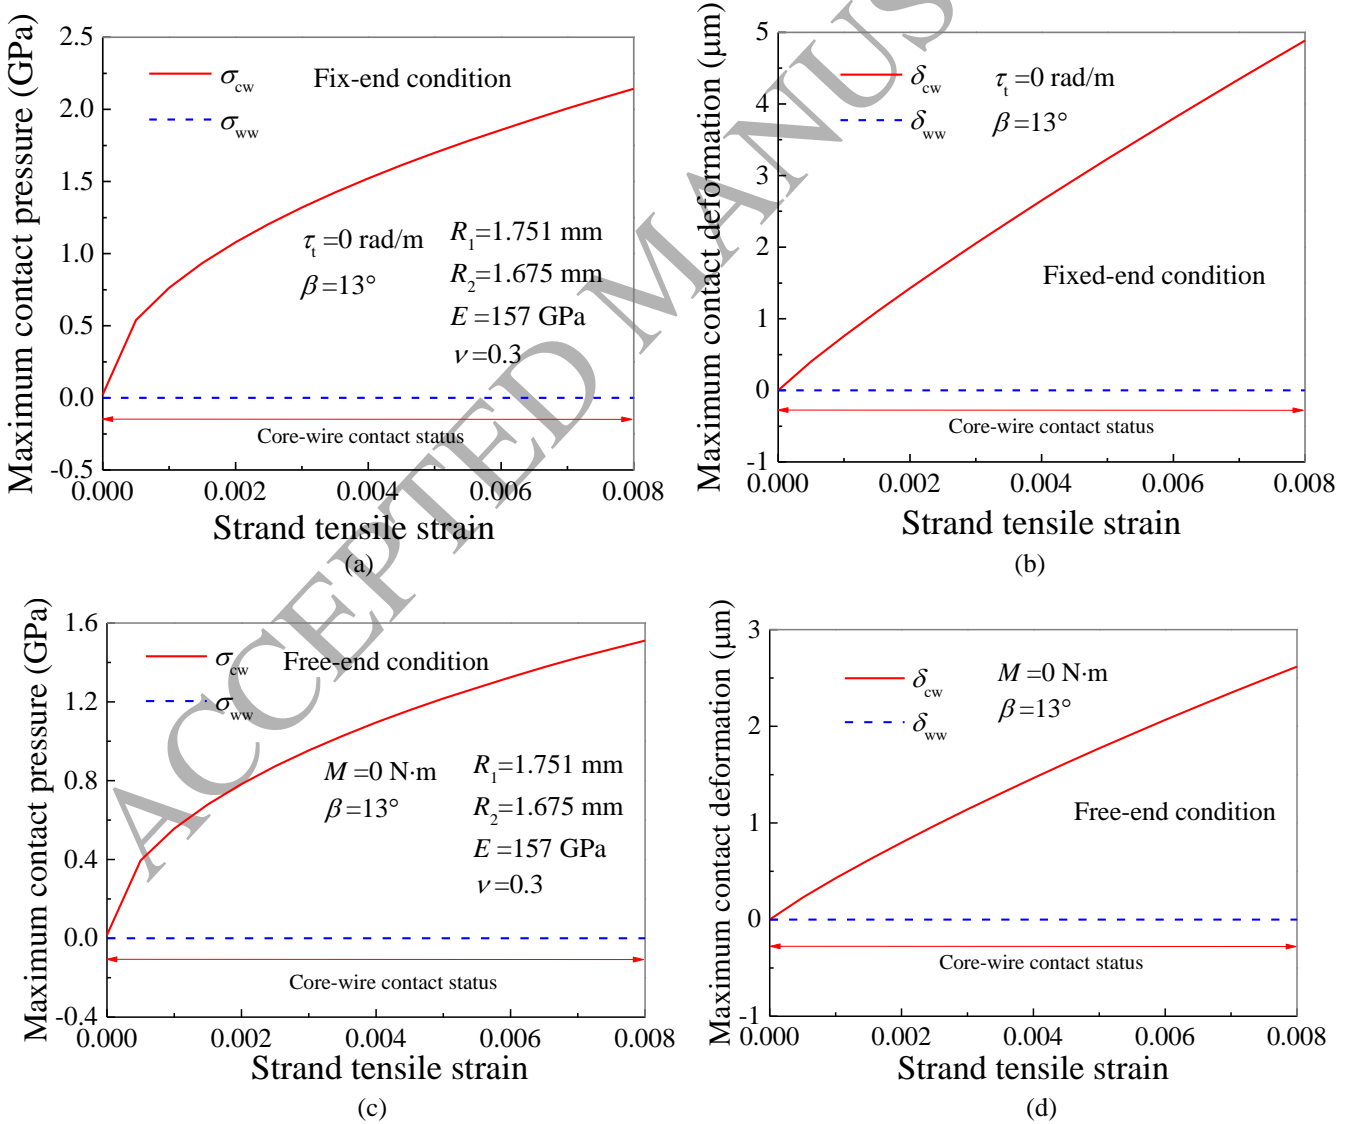 Maximum contact pressure (GPa)
2.5
2.0
1.5
1.0
0.5
0.0
-0.5
σcw
σww
Fix-end condition
τt=0 rad/m
β=13°
R1=1.751 mm
R2=1.675 mm
E =157 GPa
ν=0.3
Core-wire contact status
0.000
0.002
0.004
0.006
0.008
Strand tensile strain
(a)
Maximum contact deformation (μm)
5
4
3
2
1
0
-1
δcw
δww
τt=0 rad/m
β=13°
Fixed-end condition
Core-wire contact status
0.000
0.002
0.004
0.006
0.008
Strand tensile strain
(b)
Maximum contact pressure (GPa)
1.6
1.2
0.8
0.4
0.0
-0.4
σcw
σww
Free-end condition
M=0 N·m
β=13°
R1=1.751 mm
R2=1.675 mm
E =157 GPa
ν=0.3
Core-wire contact status
0.000
0.002
0.004
0.006
0.008
Strand tensile strain
(c)
Maximum contact deformation (μm)
3
2
1
0
-1
δcw
δww
M=0 N·m
β=13°
Free-end condition
Core-wire contact status
0.000
0.002
0.004
0.006
0.008
Strand tensile strain
(d)
ACCEPTED MANUS